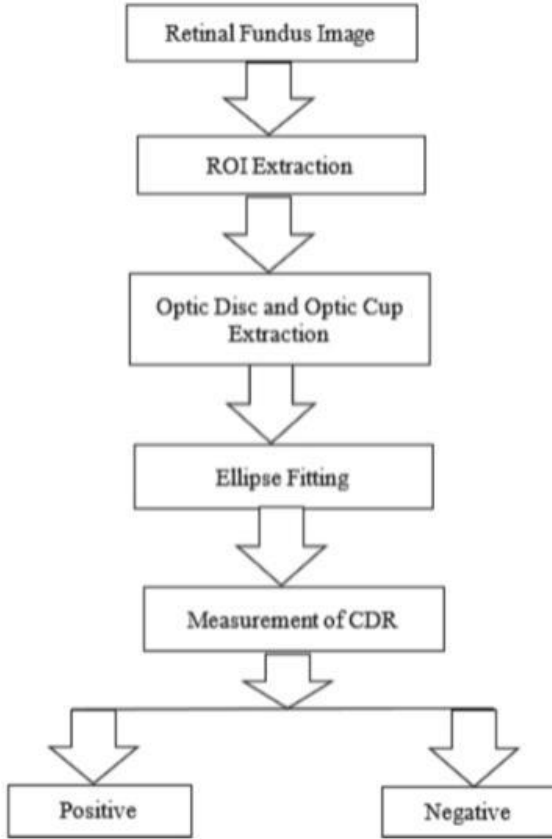 Retinal Fundus Image
ROI Extraction
Optic Disc and Optic Cup
Extraction
Ellipse Fitting
Measurement of CDR
Positive
Negative